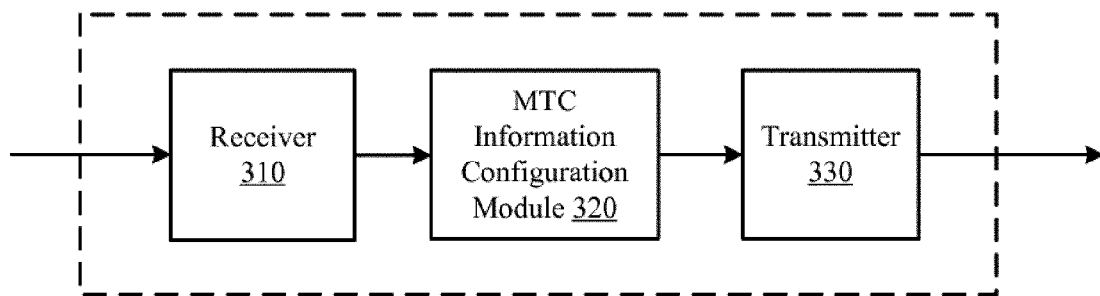 Receiver
310
MTC
Information
Configuration
Module 320
Transmitter
330